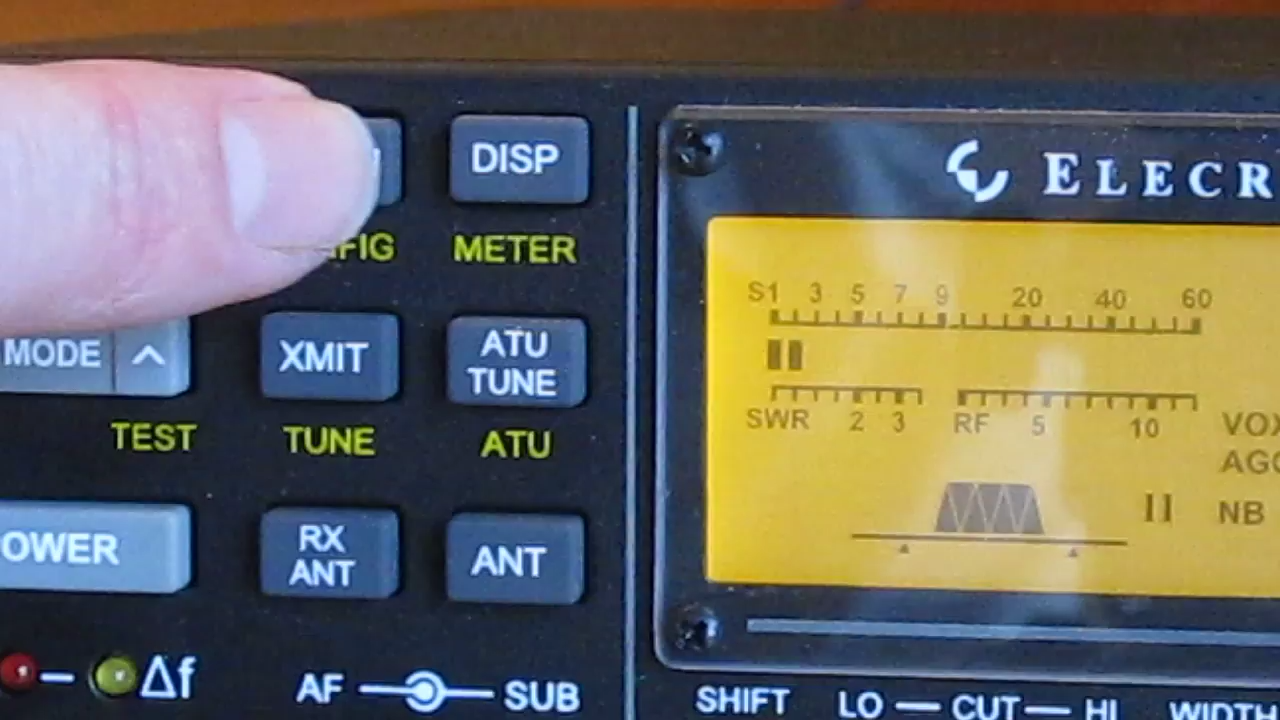 DISP
ELECR
METER
S1 3 5 7 9 20 40 60
MODE
XMIT
ATU
TUNE
SWR 2 3 RF 5 10
VOX
AGC
NB
TEST
TUNE
ATU
OWER
RX
ANT
ANT
Δf
AF
SUB
SHIFT LO CUT HI WIDTH